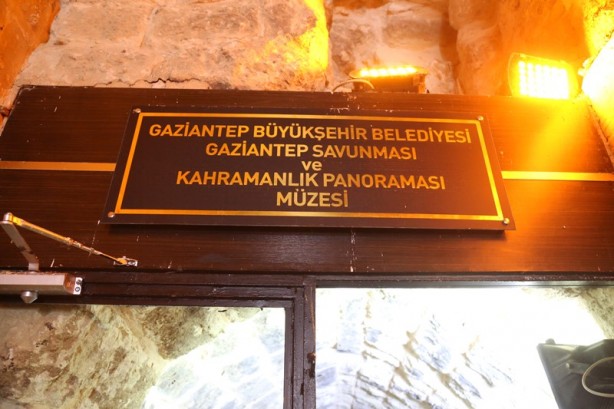 GAZİANTEP BÜYÜKŞEHİR BELEDİYESİ
GAZİANTEP SAVUNMASI
ve
KAHRAMANLIK PANORAMASI
MÜZESİ